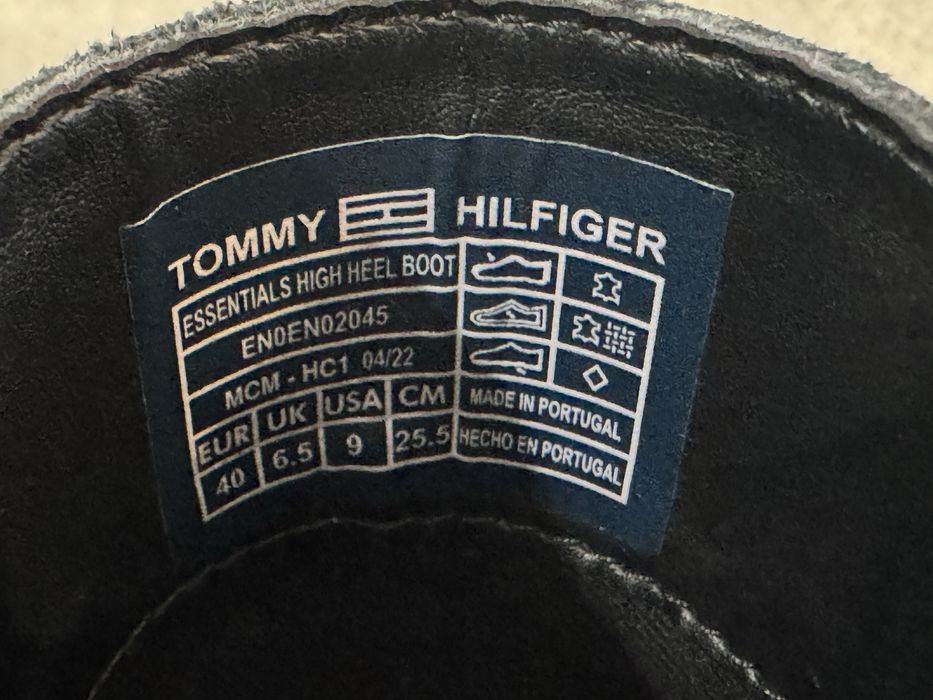 TOMMY HILFIGER
ESSENTIALS HIGH HEEL BOOT
EN0EN02045
MCM - HC1 04/22
EUR UK USA CM
40 6.5 9 25.5
MADE IN PORTUGAL
HECHO EN PORTUGAL